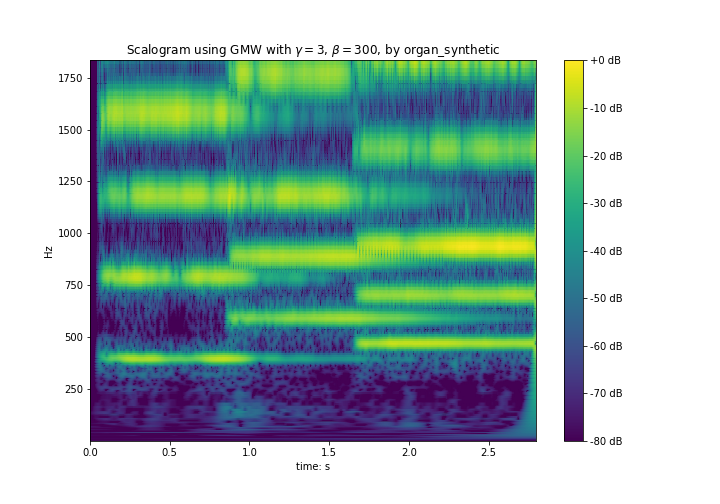 Scalogram using GMW with γ = 3, β = 300, by organ_synthetic
Hz
1750
1500
1250
1000
750
500
250
0.0 0.5 1.0 1.5 2.0 2.5
time: s
+0 dB
-10 dB
-20 dB
-30 dB
-40 dB
-50 dB
-60 dB
-70 dB
-80 dB